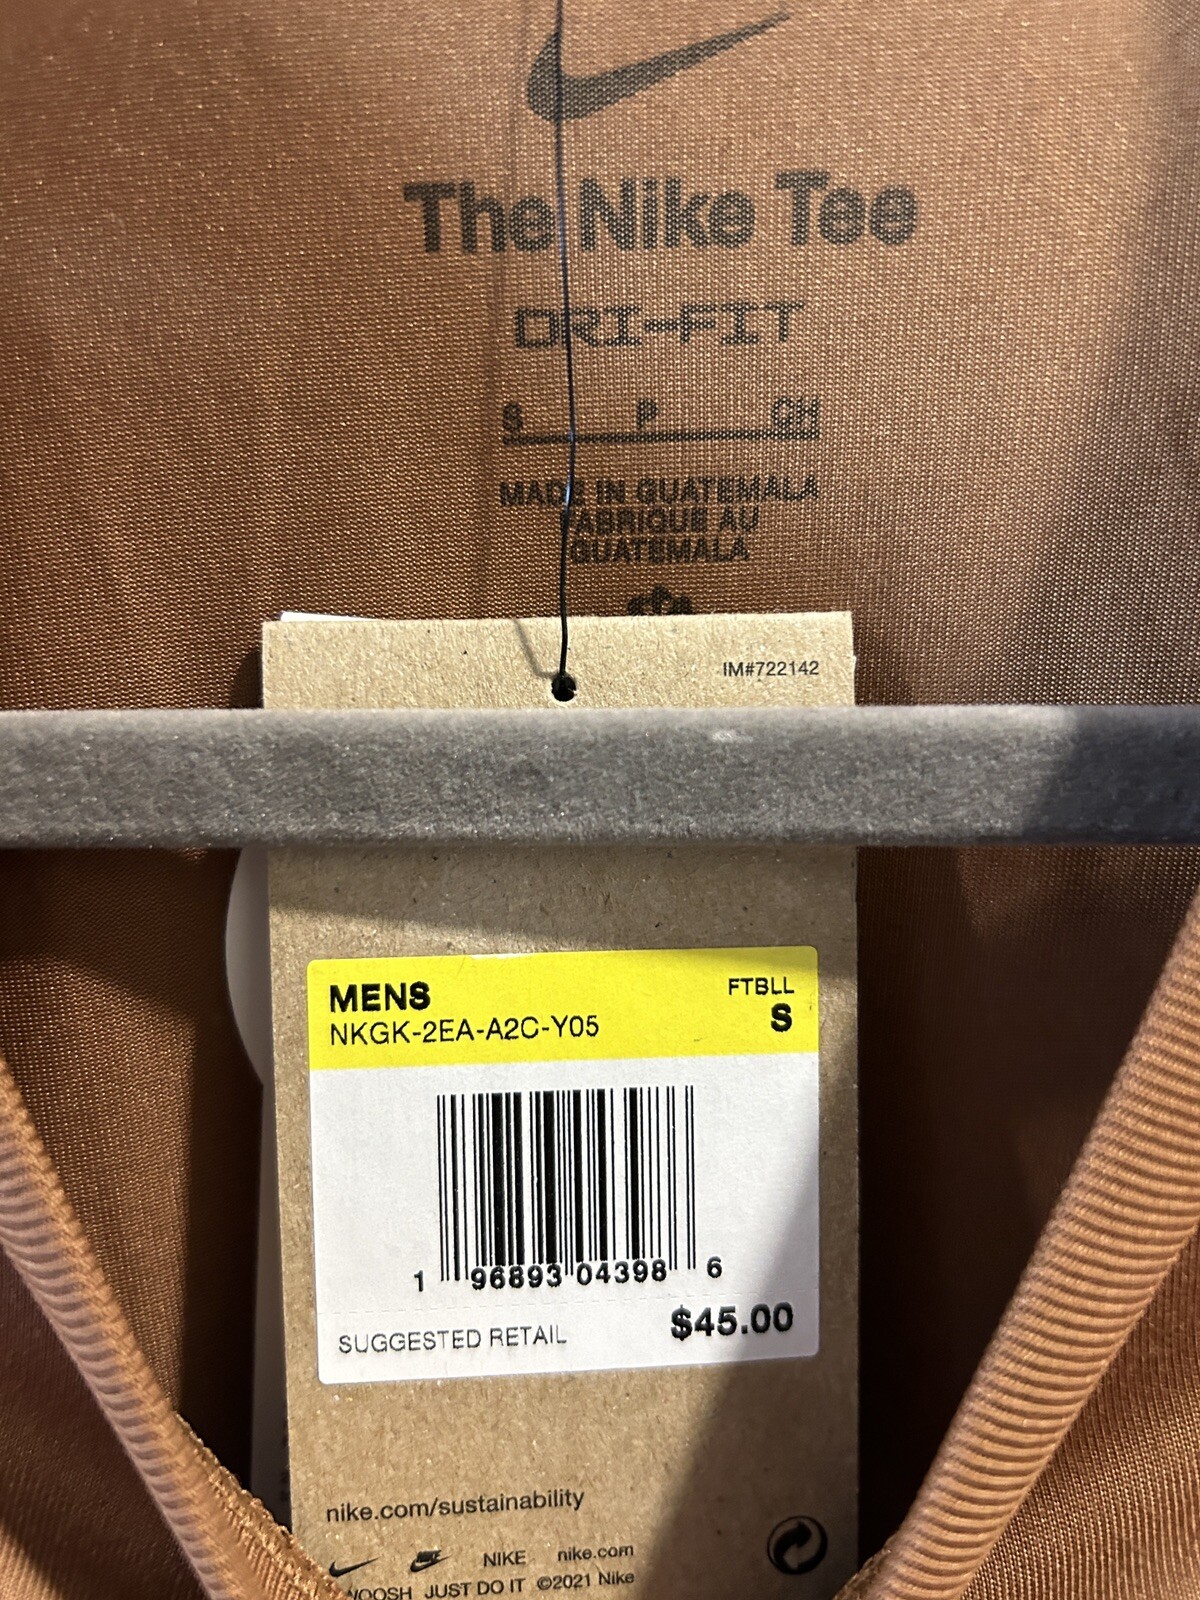 The Nike Tee
DRI-FIT
S P CH
MADE IN GUATEMALA
FABRIQUE AU
GUATEMALA
IM#722142
MENS FTBLL
NKGK-2EA-A2C-Y05 S
1 96893 04398 6
SUGGESTED RETAIL $45.00
nike.com/sustainability
NIKE nike.com
JUST DO IT ©2021 Nike